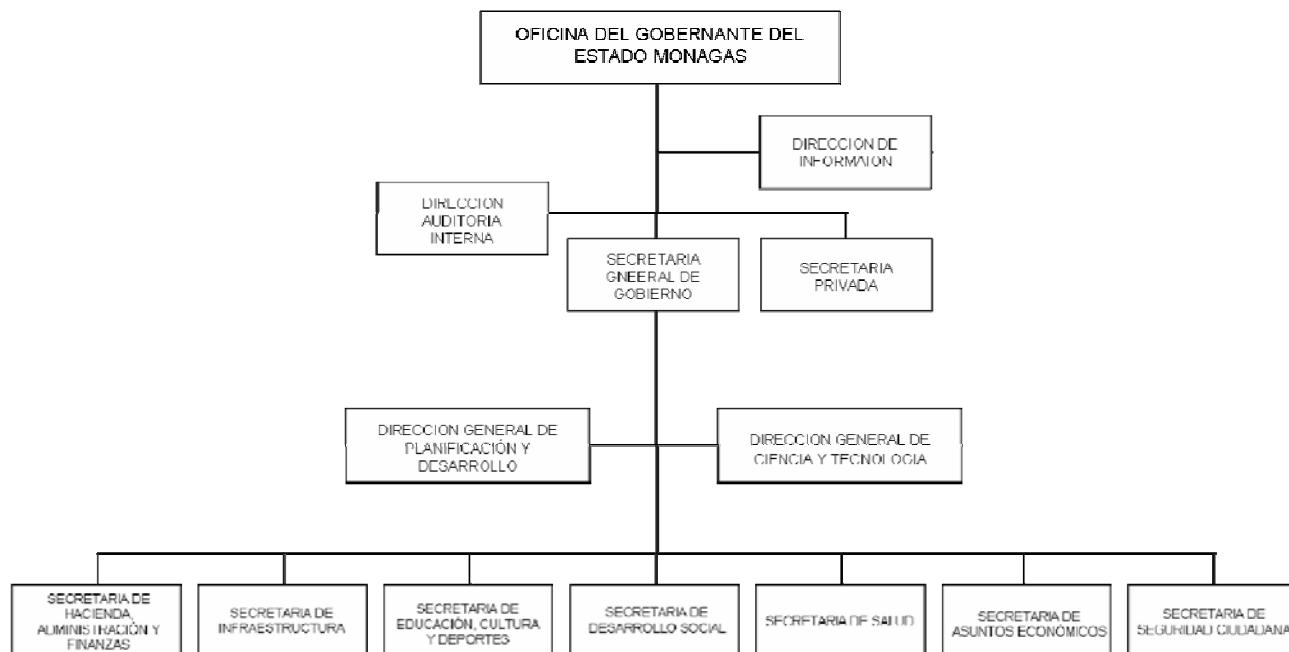 OFICINA DEL GOBERNANTE DEL
ESTADO MONAGAS
DIRECCION DE
INFORMATON
DIRECCION
AUDITORIA
INTERNA
SECRETARIA
GNEERAL DE
GOBIERNO
SECRETARIA
PRIVADA
DIRECCION GENERAL DE
PLANIFICACIÓN Y
DESARROLLO
DIRECCION GENERAL DE
CIENCIA Y TECNOLOGIA
SECRETARIA DE
HACIENDA,
ADMINISTRACIÓN Y
FINANZAS
SECRETARIA DE
INFRAESTRUCTURA
SECRETARIA DE
EDUCACIÓN, CULTURA
Y DEPORTES
SECRETARIA DE
DESARROLLO SOCIAL
SECRETARIA DE SALUD
SECRETARIA DE
ASUNTOS ECONÓMICOS
SECRETARIA DE
SEGURIDAD CIUDADANA